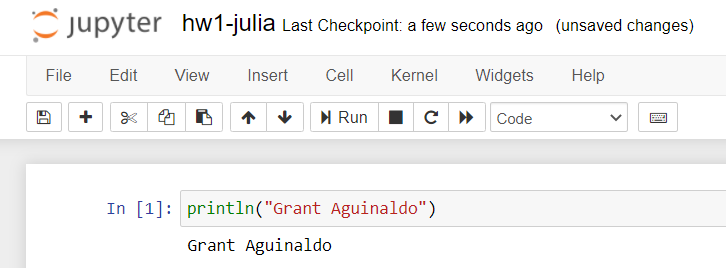 jupyter hw1-julia Last Checkpoint: a few seconds ago (unsaved changes)
File Edit View Insert Cell Kernel Widgets Help
Run Code
In [1]: println("Grant Aguinaldo")
Grant Aguinaldo